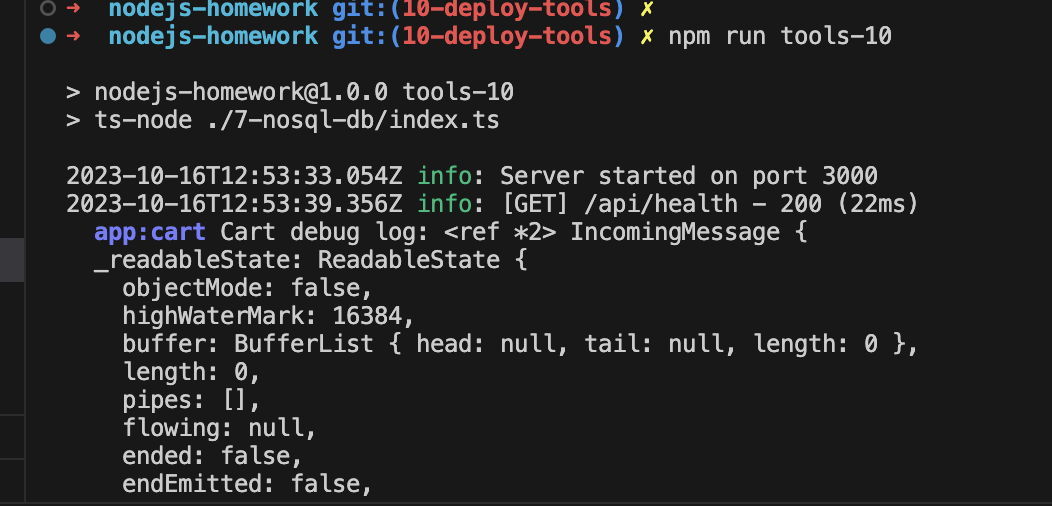 ➜ nodejs-homework git:(10-deploy-tools) ✗
➜ nodejs-homework git:(10-deploy-tools) ✗ npm run tools-10
> nodejs-homework@1.0.0 tools-10
> ts-node ./7-nosql-db/index.ts
2023-10-16T12:53:33.054Z info: Server started on port 3000
2023-10-16T12:53:39.356Z info: [GET] /api/health - 200 (22ms)
app:cart Cart debug log: <ref *2> IncomingMessage {
_readableState: ReadableState {
objectMode: false,
highWaterMark: 16384,
buffer: BufferList { head: null, tail: null, length: 0 },
length: 0,
pipes: [],
flowing: null,
ended: false,
endEmitted: false,